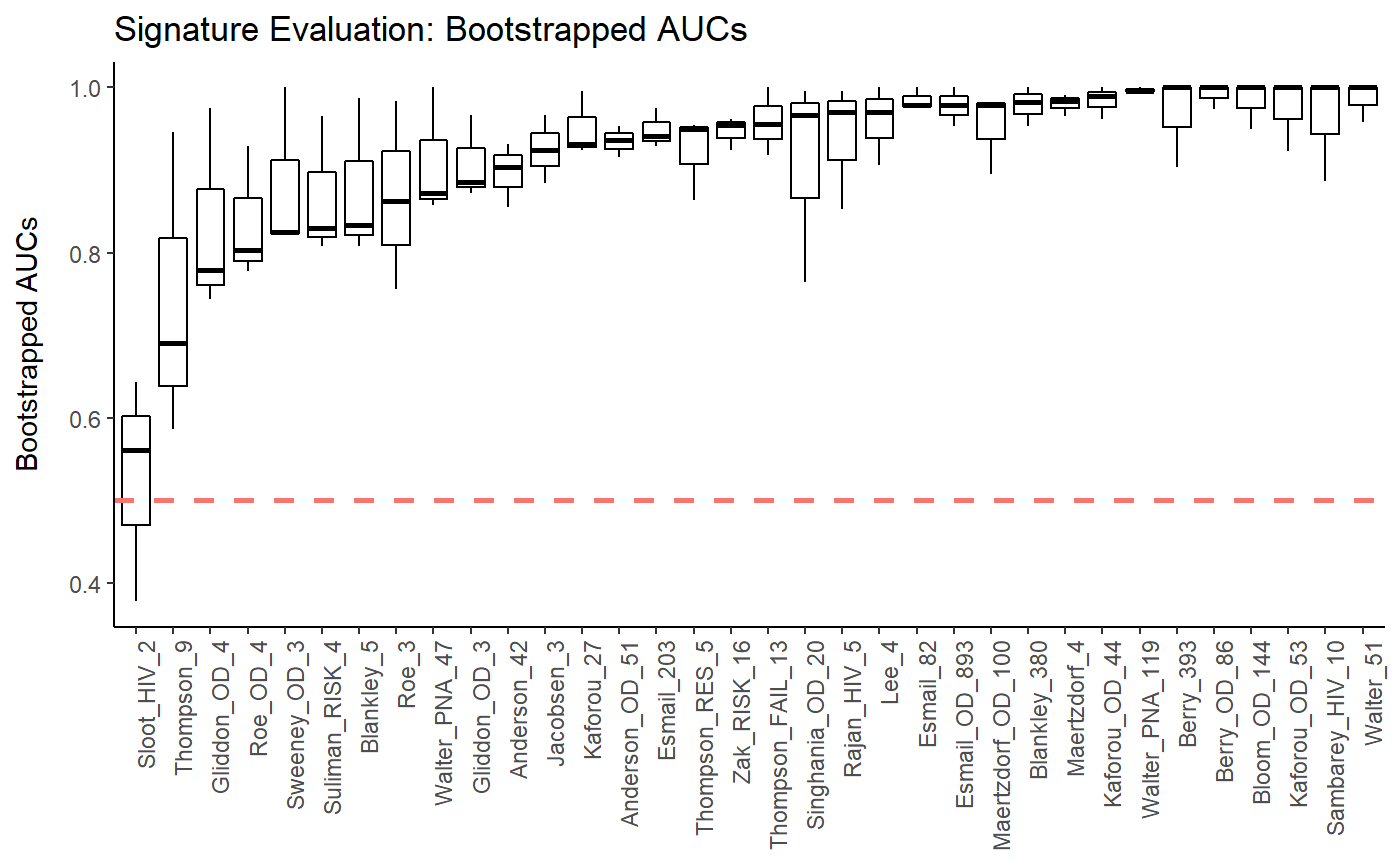 Signature Evaluation: Bootstrapped AUCs
Bootstrapped AUCs
1.0
0.8
0.6
0.4
Sloot_HIV_2
Thompson_9
Gliddon_OD_4
Roe_OD_4
Sweeney_OD_3
Suliman_RISK_4
Blankley_5
Roe_3
Walter_PNA_47
Gliddon_OD_3
Anderson_42
Jacobsen_3
Kaforou_27
Anderson_OD_51
Esmail_203
Thompson_RES_5
Zak_RISK_16
Thompson_FAIL_13
Singhania_OD_20
Rajan_HIV_5
Lee_4
Esmail_82
Esmail_OD_893
Maertzdorf_OD_100
Blankley_380
Maertzdorf_4
Kaforou_OD_44
Walter_PNA_119
Berry_393
Berry_OD_86
Bloom_OD_144
Kaforou_OD_53
Sambarey_HIV_10
Walter_51